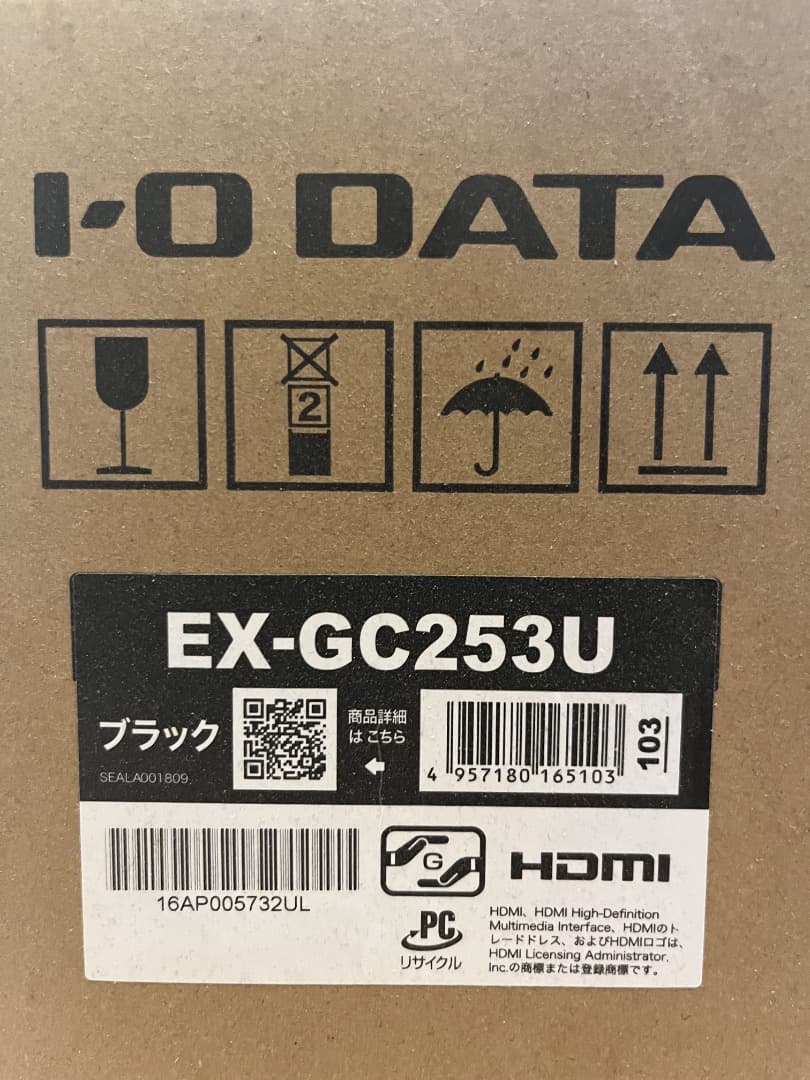 I-O DATA
2
EX-GC253U
ブラック
商品詳細
は こちら
SEALA001809
4 957180 165103
103
16AP005732UL
G
HDMI
PC
リサイクル
HDMI、HDMI High-Definition
Multimedia Interface、HDMIのト
レードドレス、およびHDMIロゴは、
HDMI Licensing Administrator,
Inc.の商標または登録商標です。